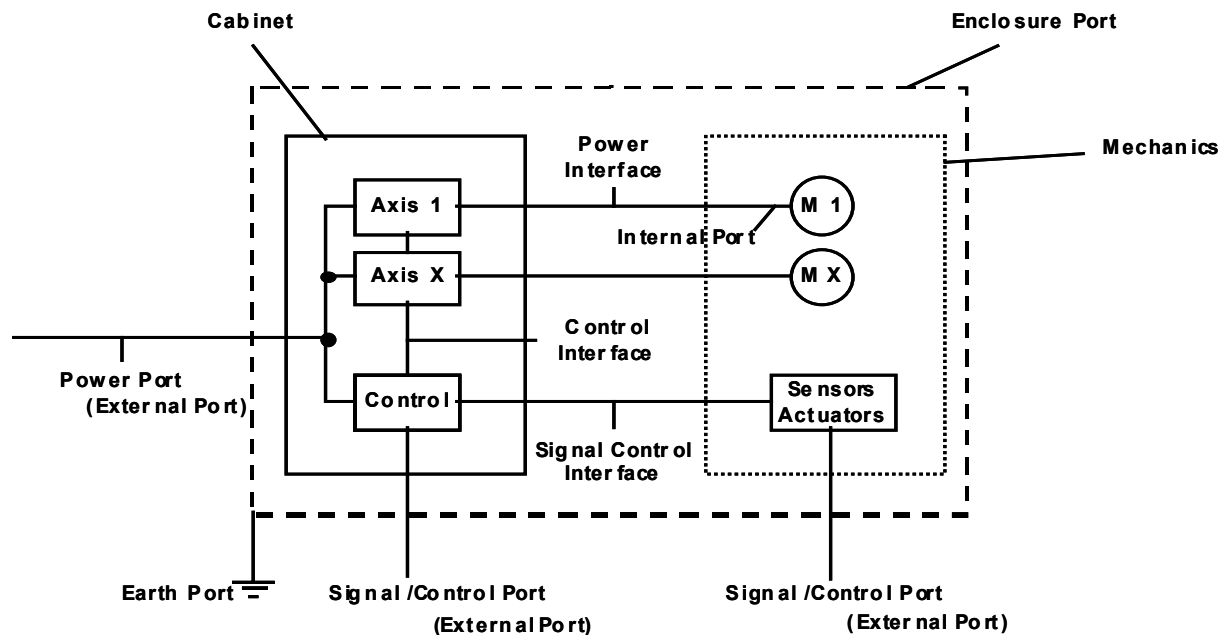 Cabinet
Enclosure Port
Mechanics
Power
Interface
Axis 1
M 1
Internal Port
Axis X
M X
Control
Interface
Power Port
(External Port)
Control
Sensors
Actuators
Signal Control
Interface
Earth Port
Signal/Control Port
(External Port)
Signal/Control Port
(External Port)